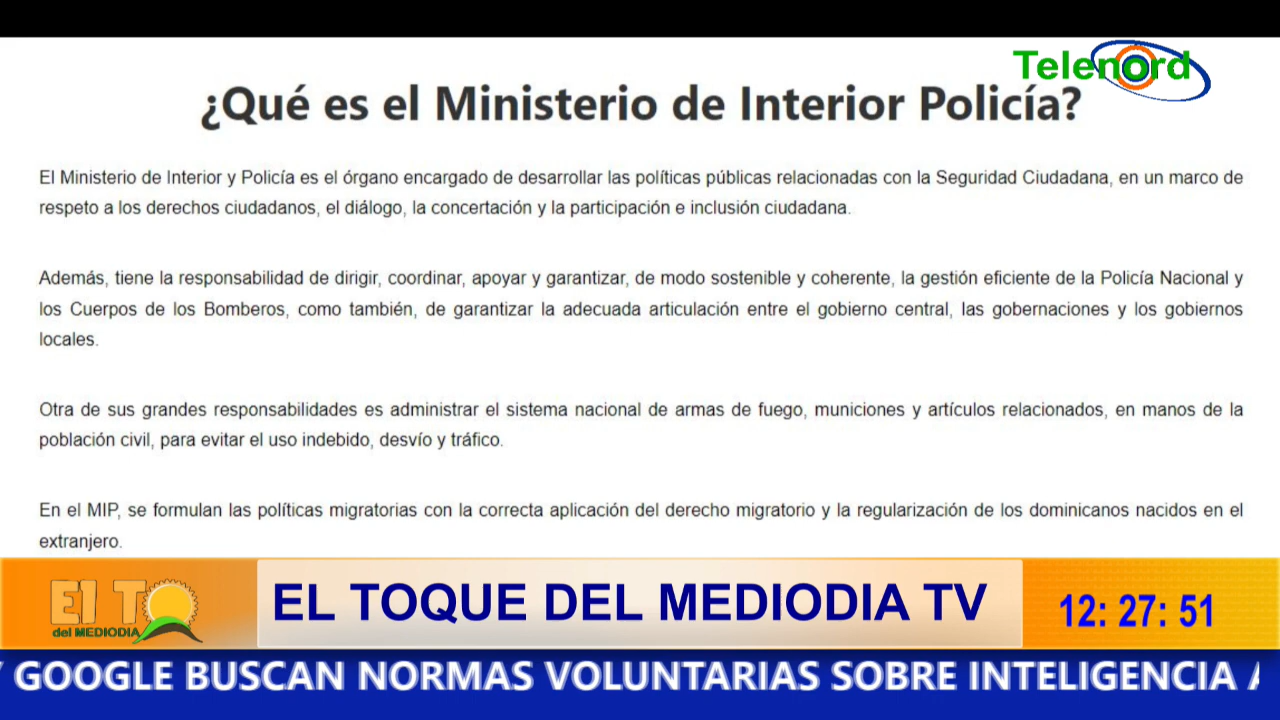 Telenord
¿Qué es el Ministerio de Interior Policía?
El Ministerio de Interior y Policía es el órgano encargado de desarrollar las políticas públicas relacionadas con la Seguridad Ciudadana, en un marco de
respeto a los derechos ciudadanos, el diálogo, la concertación y la participación e inclusión ciudadana.
Además, tiene la responsabilidad de dirigir, coordinar, apoyar y garantizar, de modo sostenible y coherente, la gestión eficiente de la Policía Nacional y
los Cuerpos de los Bomberos, como también, de garantizar la adecuada articulación entre el gobierno central, las gobernaciones y los gobiernos
locales.
Otra de sus grandes responsabilidades es administrar el sistema nacional de armas de fuego, municiones y artículos relacionados, en manos de la
población civil, para evitar el uso indebido, desvío y tráfico.
En el MIP, se formulan las políticas migratorias con la correcta aplicación del derecho migratorio y la regularización de los dominicanos nacidos en el
extranjero.
El T
del MEDIODIA
EL TOQUE DEL MEDIODIA TV
12: 27: 51
Y GOOGLE BUSCAN NORMAS VOLUNTARIAS SOBRE INTELIGENCIA